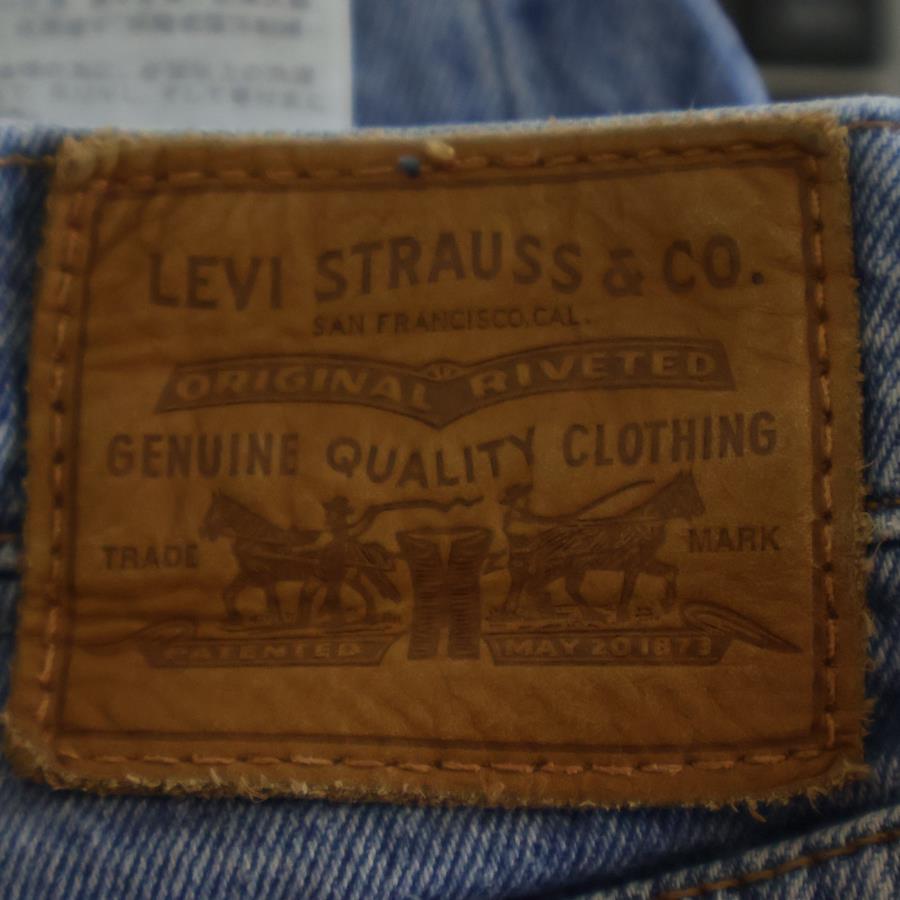 LEVI STRAUSS & CO.
SAN FRANCISCO, CAL.
ORIGINAL RIVETED
GENUINE QUALITY CLOTHING
TRADE MARK
PATENTED MAY 20 1873